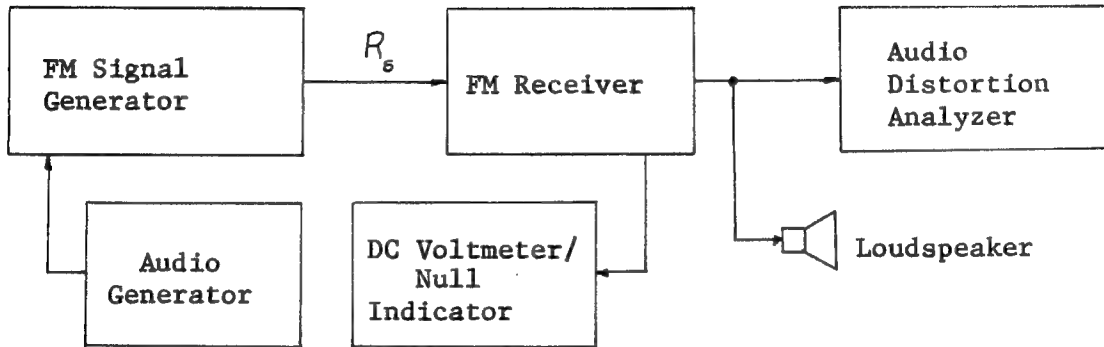 FM Signal
Generator
R_s
FM Receiver
Audio
Distortion
Analyzer
Audio
Generator
DC Voltmeter/
Null
Indicator
Loudspeaker